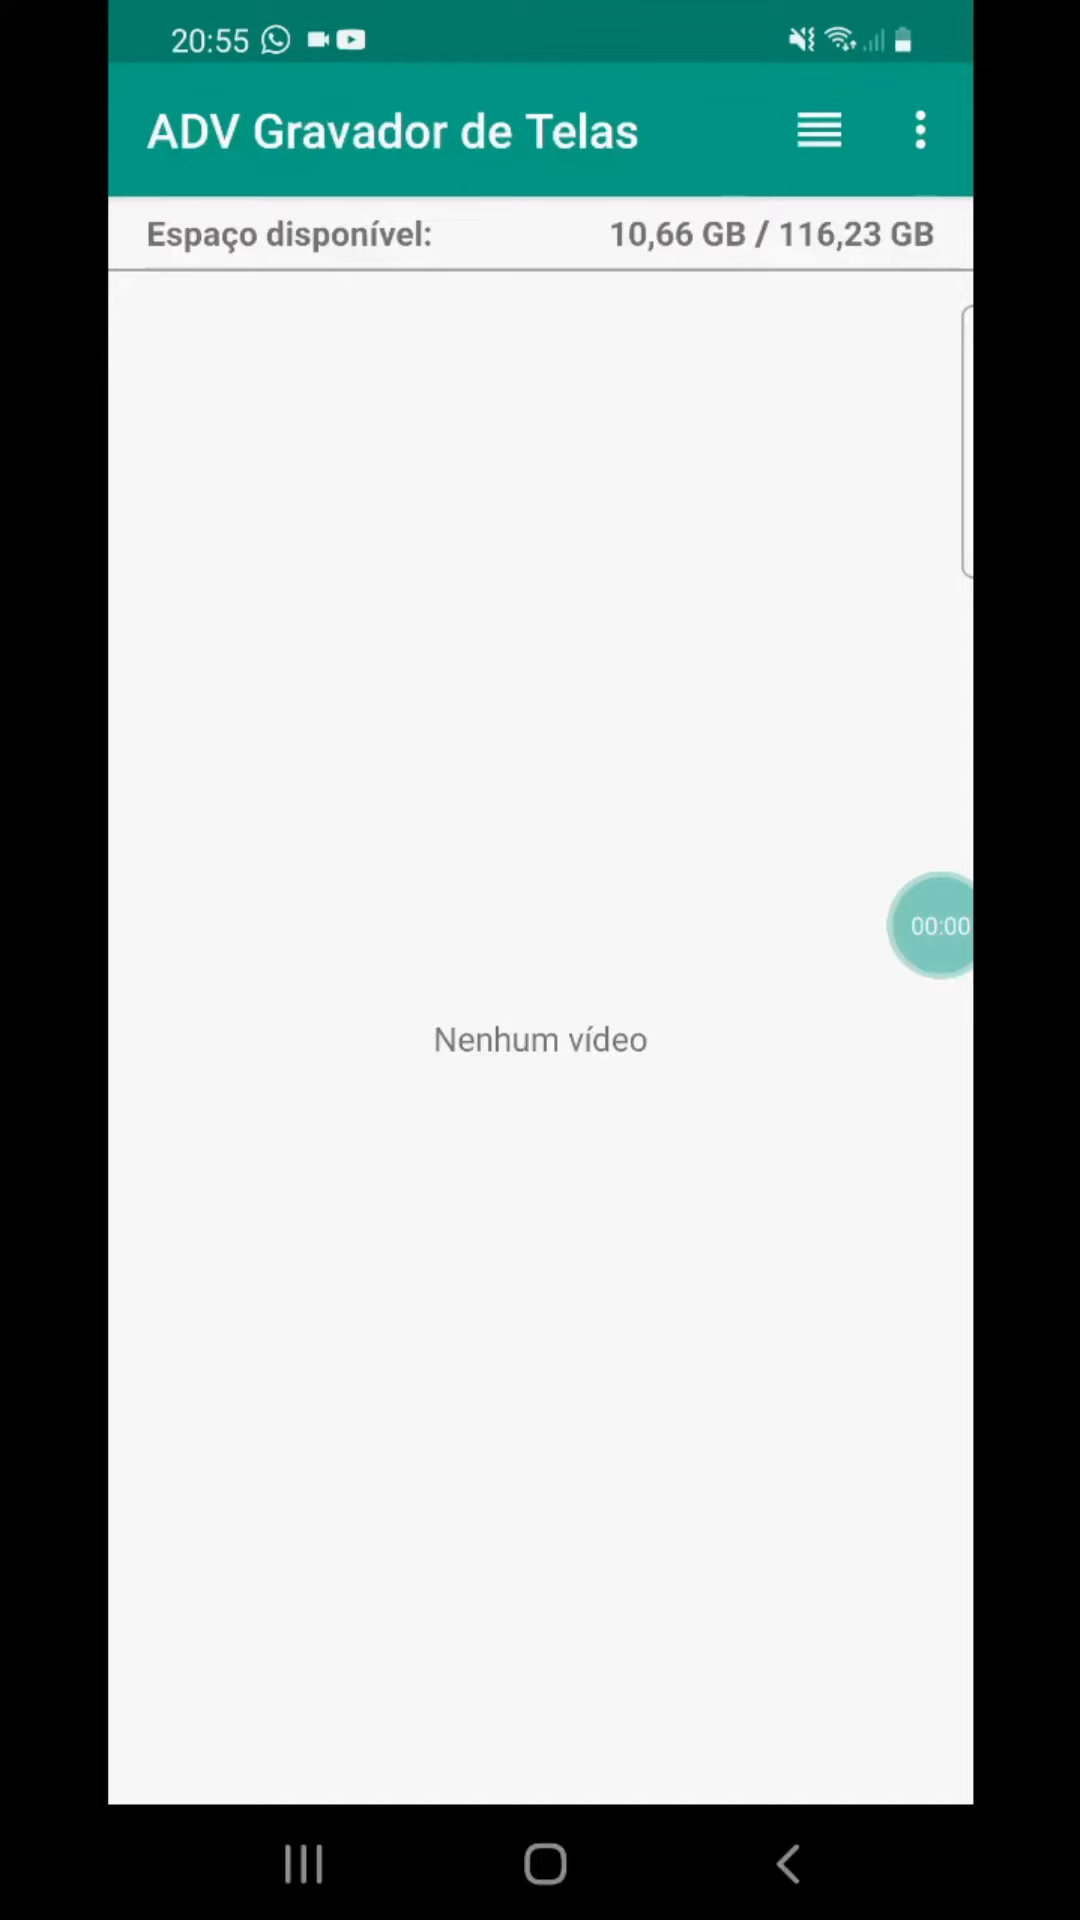 20:55
ADV Gravador de Telas
Espaço disponível: 10,66 GB / 116,23 GB
00:00
Nenhum vídeo